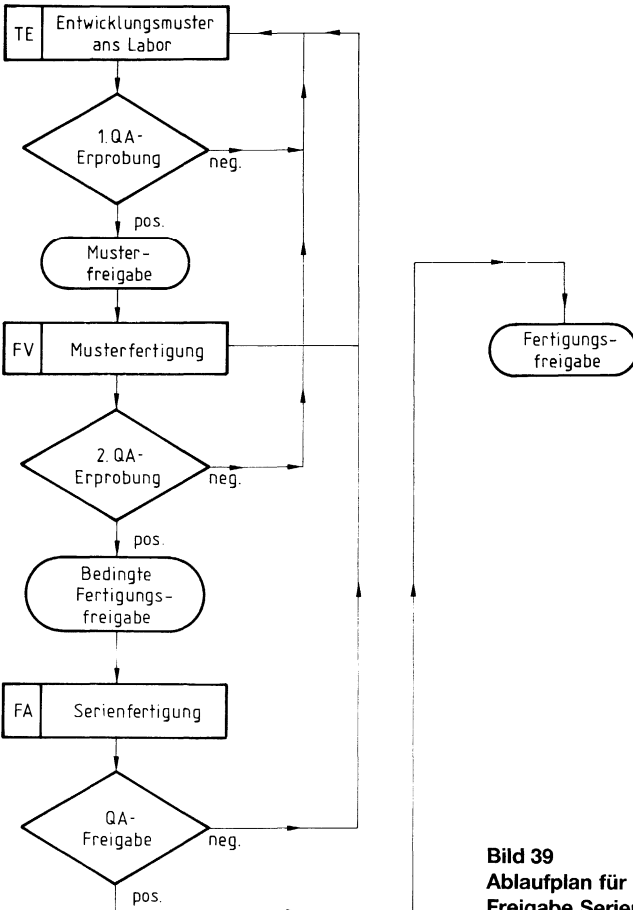 TE
Entwicklungsmuster
ans Labor
1.QA-
Erprobung
neg.
pos.
Muster-
freigabe
FV
Musterfertigung
Fertigungs-
freigabe
2. QA-
Erprobung
neg.
pos.
Bedingte
Fertigungs-
freigabe
FA
Serienfertigung
QA-
Freigabe
neg.
pos.
Bild 39
Ablaufplan für
Freigabe